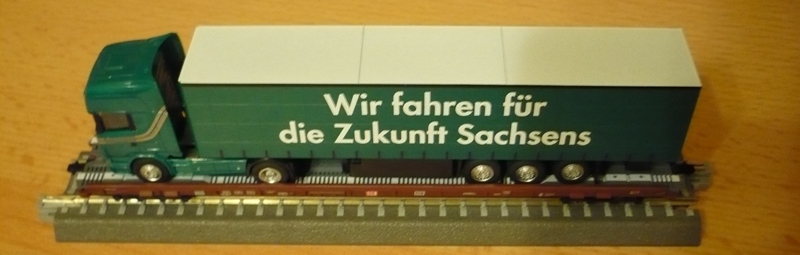 Wir fahren für
die Zukunft Sachsens